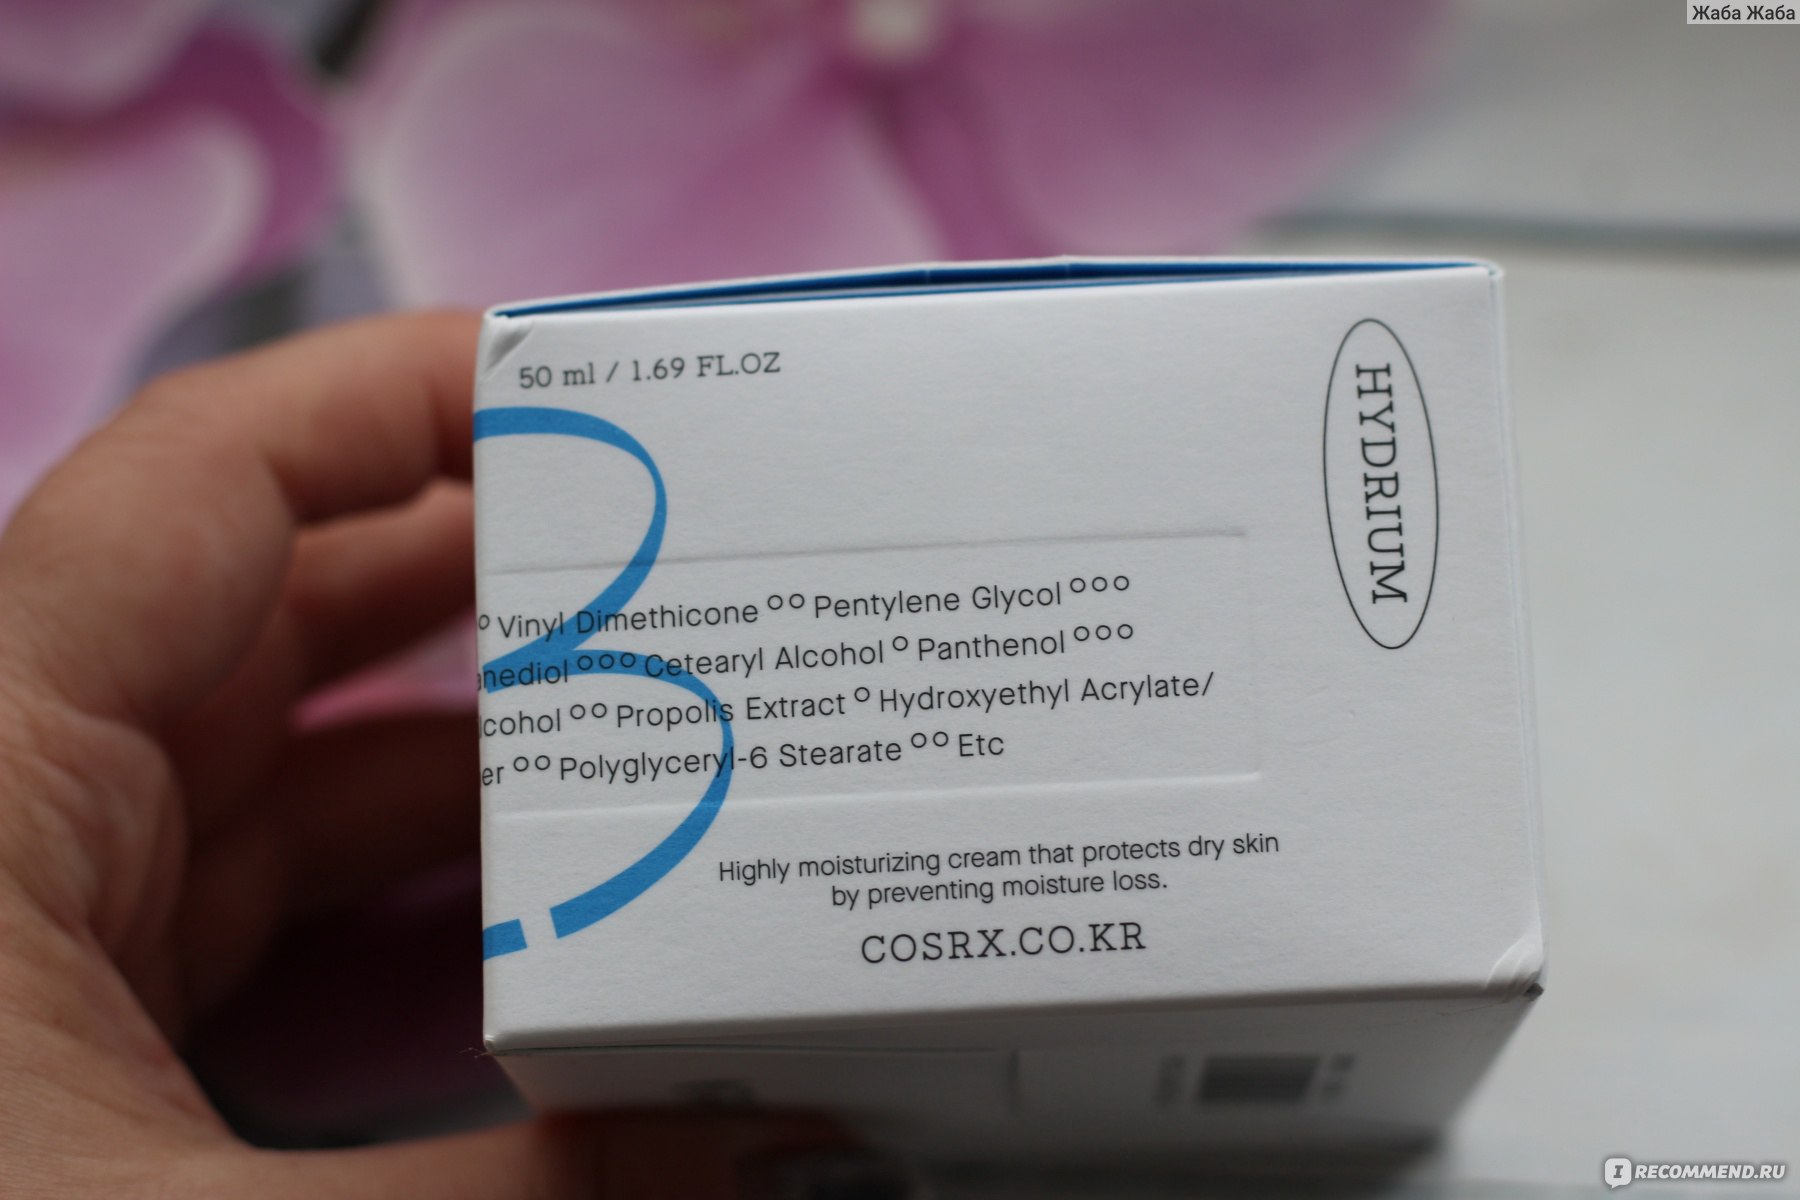 Жаба Жаба
50 ml / 1.69 FL.OZ
HYDRIUM
Vinyl Dimethicone °° Pentylene Glycol °°°
°°° Cetearyl Alcohol ° Panthenol °°°
°° Propolis Extract ° Hydroxyethyl Acrylate/
°° Polyglyceryl-6 Stearate °° Etc
Highly moisturizing cream that protects dry skin
by preventing moisture loss.
COSRX.CO.KR
IRECOMMEND.RU